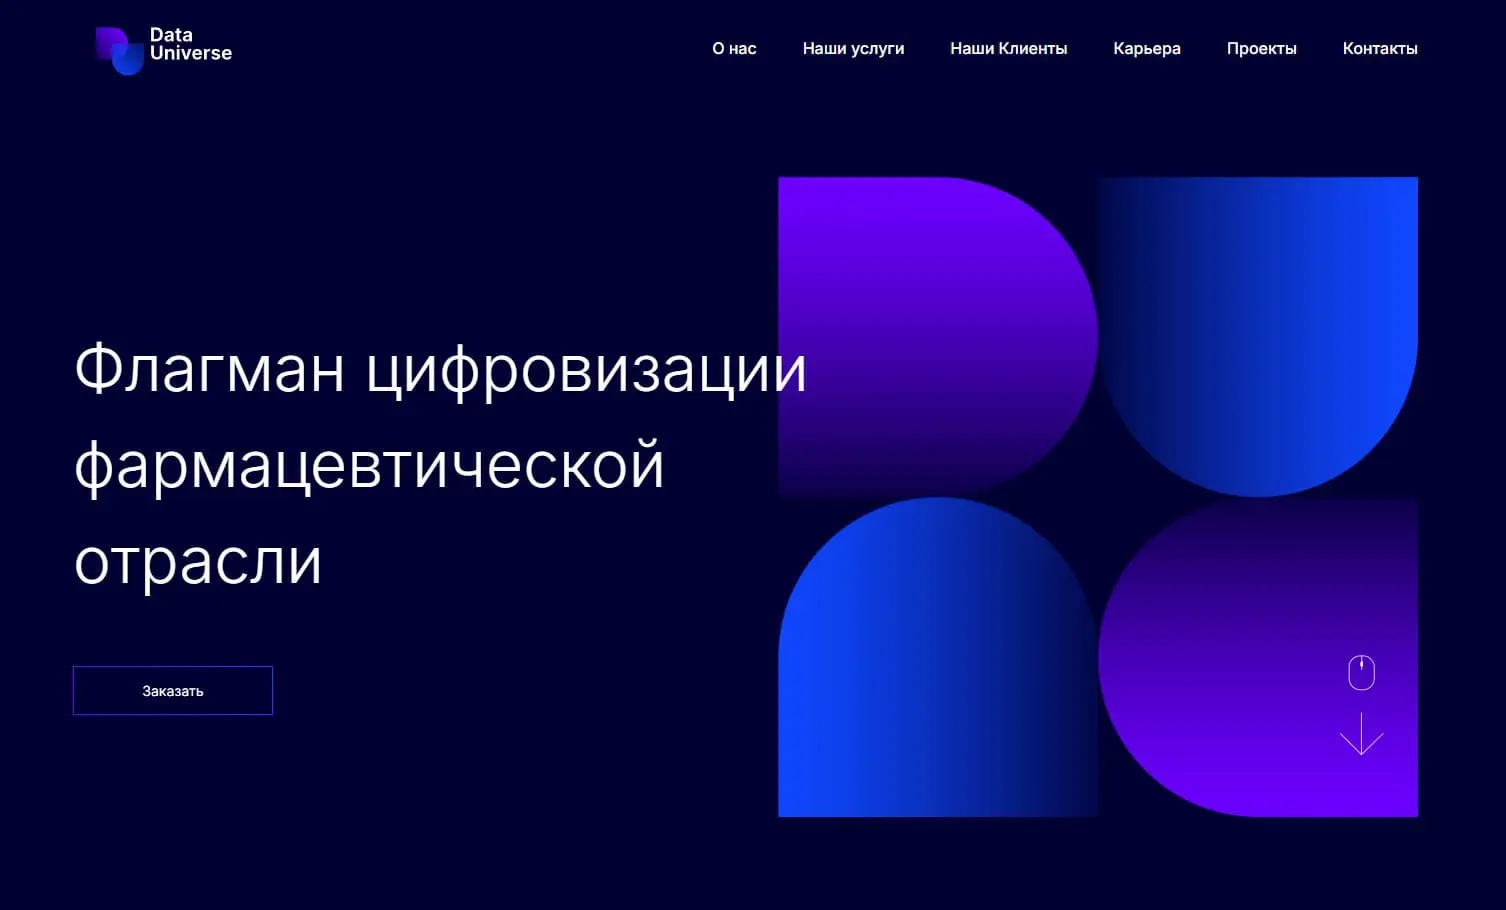 Data
Universe
О нас
Наши услуги
Наши Клиенты
Карьера
Проекты
Контакты
Флагман цифровизации
фармацевтической
отрасли
Заказать